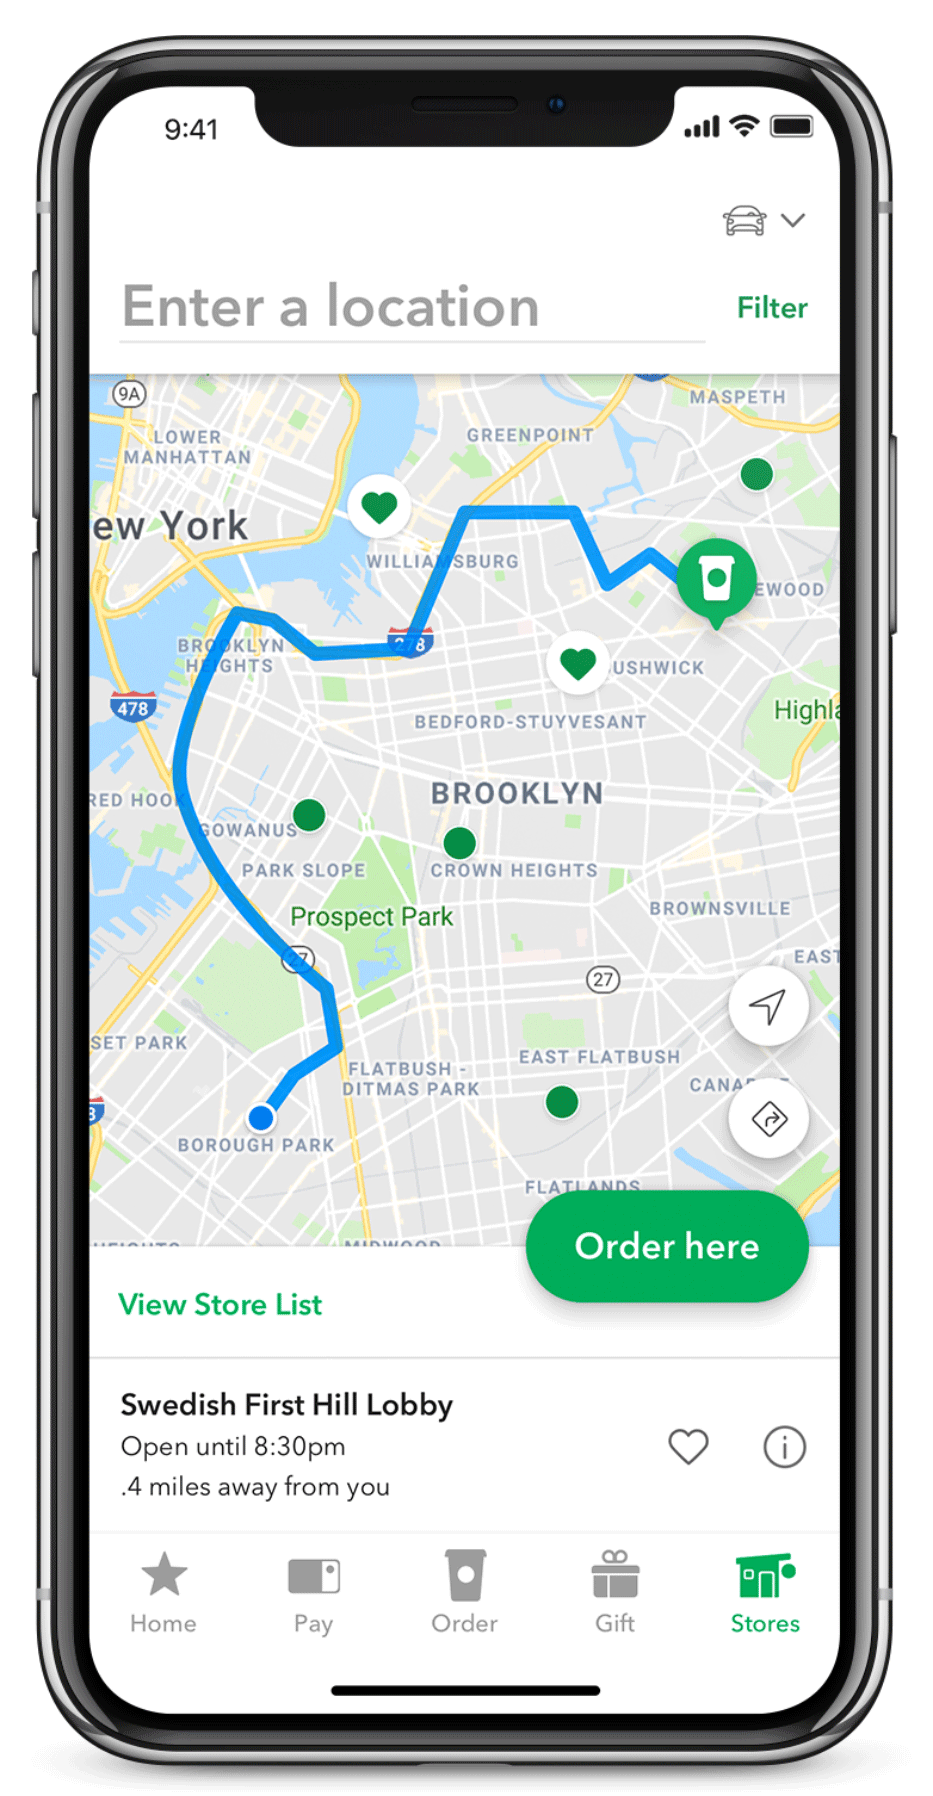 9:41
Enter a location
Filter
9A
MASPETH
LOWER
MANHATTAN
GREENPOINT
ew York
WILLIAMSBURG
EWOOD
BROOKLYN
HEIGHTS
278
USHWICK
478
BEDFORD-STUYVESANT
Highla
BROOKLYN
RED HOOK
GOWANUS
PARK SLOPE
CROWN HEIGHTS
Prospect Park
BROWNSVILLE
27
EAST
27
SET PARK
EAST FLATBUSH
FLATBUSH -
DITMAS PARK
CANA
BOROUGH PARK
FLATLANDS
HEIGHTS
MIDWOOD
Order here
View Store List
Swedish First Hill Lobby
Open until 8:30pm
.4 miles away from you
Home
Pay
Order
Gift
Stores